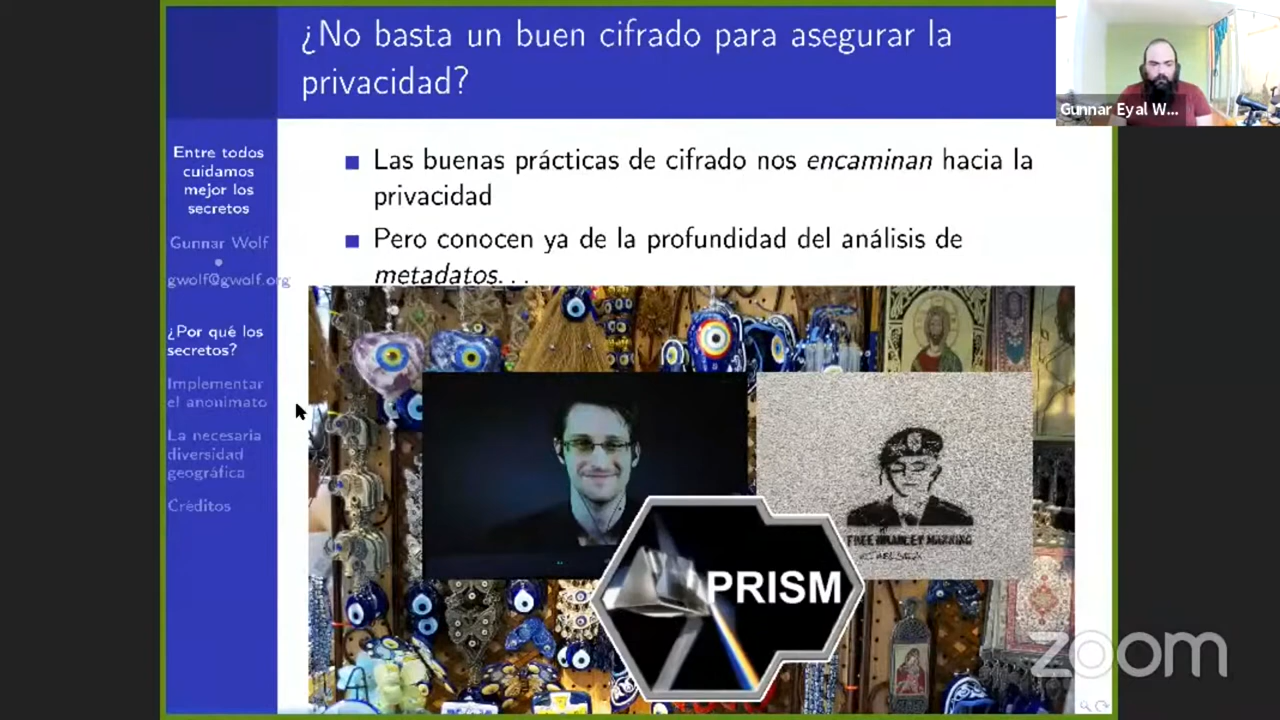 ¿No basta un buen cifrado para asegurar la
privacidad?
Gunnar Eyal W...
Entre todos
cuidamos
mejor los
secretos
Gunnar Wolf
gwolf@gwolf.org
¿Por qué los
secretos?
Implementar
el anonimato
La necesaria
diversidad
geográfica
Créditos
Las buenas prácticas de cifrado nos encaminan hacia la
privacidad
Pero conocen ya de la profundidad del análisis de
metadatos...
FREE BRADLEY MANNING
PRISM
zoom